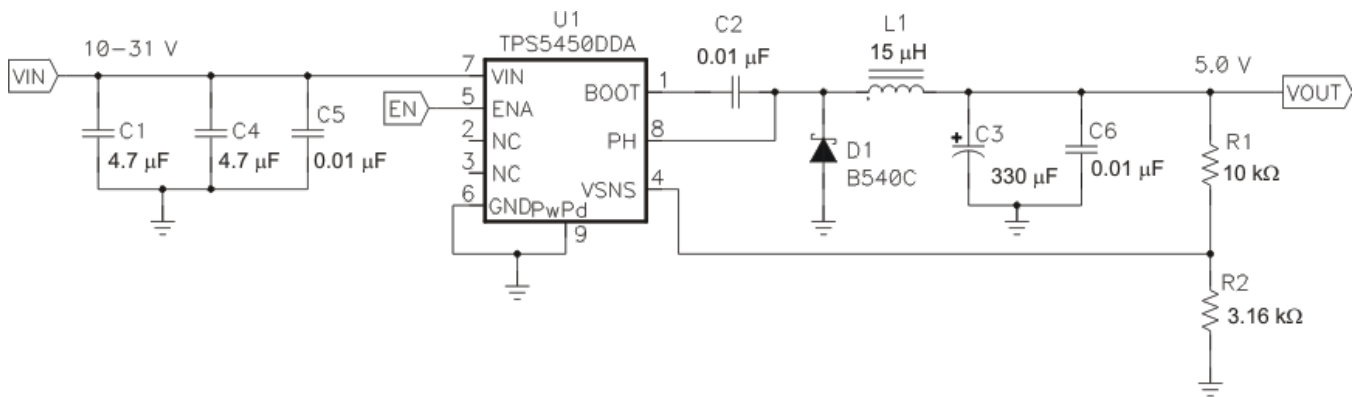 VIN
10-31 V
C1
4.7 µF
C4
4.7 µF
C5
0.01 µF
EN
U1
TPS5450DDA
7
VIN
5
ENA
2
NC
3
NC
6
GND
PwPd
9
BOOT
1
PH
8
VSNS
4
C2
0.01 µF
D1
B540C
L1
15 µH
+
C3
330 µF
C6
0.01 µF
5.0 V
VOUT
R1
10 kΩ
R2
3.16 kΩ